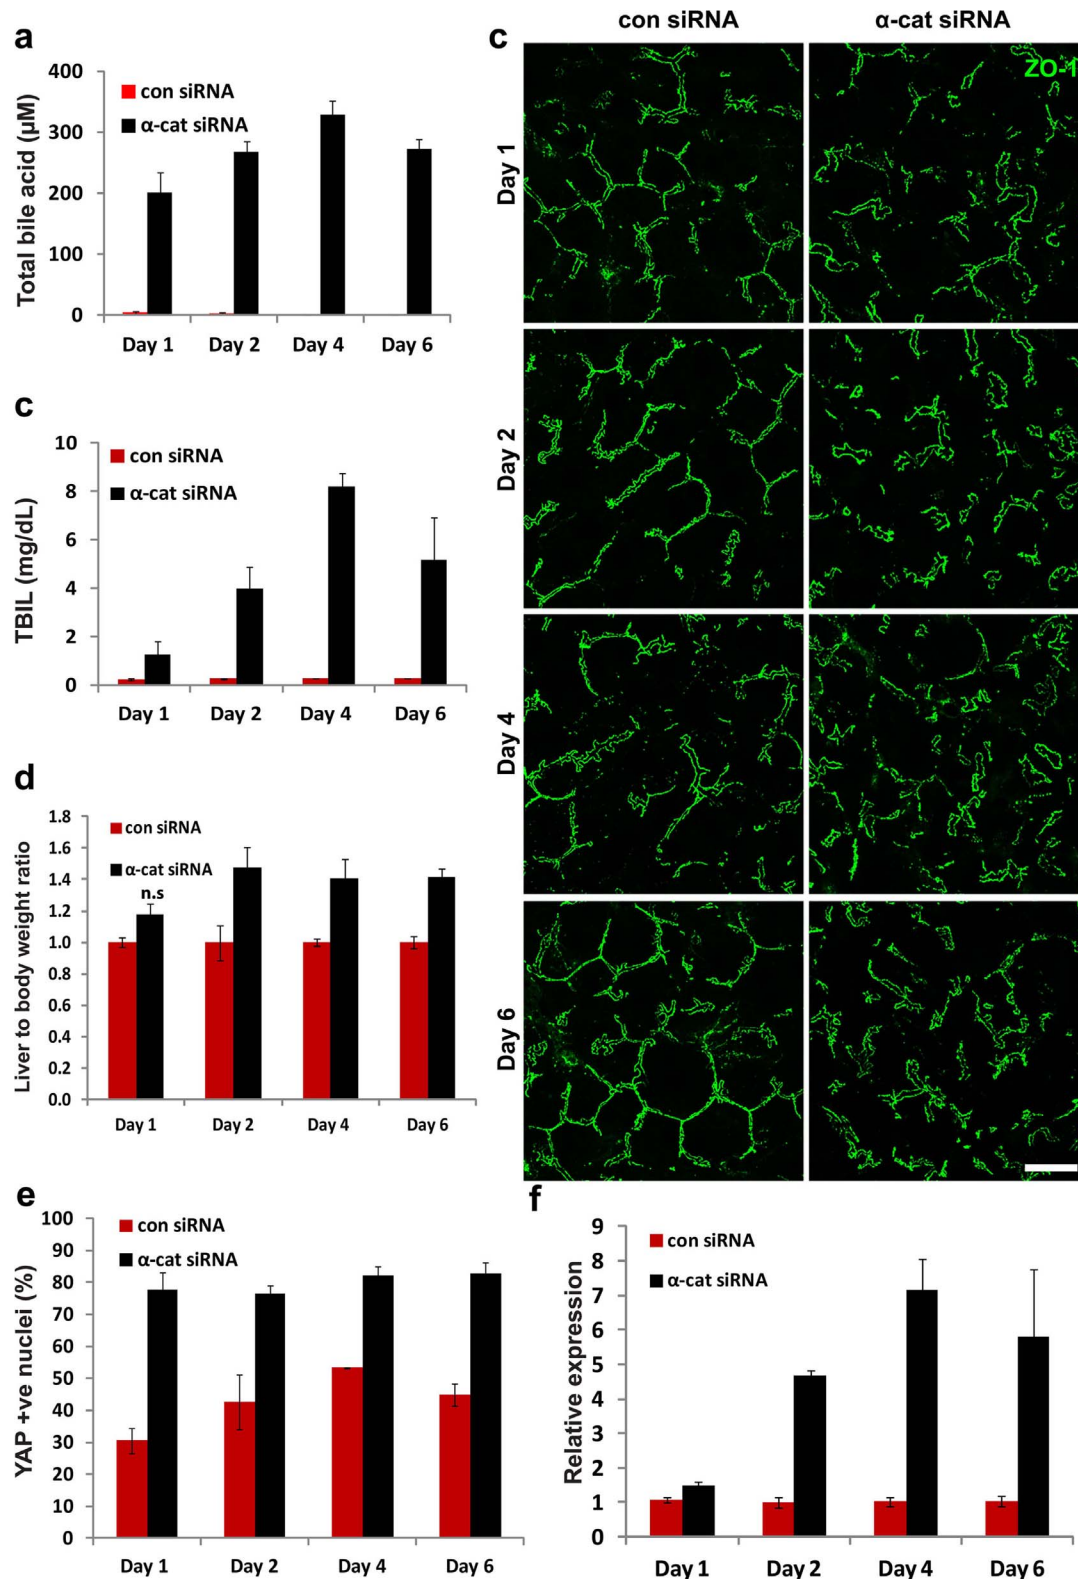 a
400
300
200
100
0
Total bile acid (µM)
con siRNA
α-cat siRNA
Day 1 Day 2 Day 4 Day 6
c
10
8
6
4
2
0
TBIL (mg/dL)
con siRNA
α-cat siRNA
Day 1 Day 2 Day 4 Day 6
d
1.8
1.6
1.4
1.2
1.0
0.8
0.6
0.4
0.2
0.0
Liver to body weight ratio
con siRNA
α-cat siRNA
n.s
Day 1 Day 2 Day 4 Day 6
c
con siRNA α-cat siRNA
ZO-1
Day 1
Day 2
Day 4
Day 6
e
100
90
80
70
60
50
40
30
20
10
0
YAP +ve nuclei (%)
con siRNA
α-cat siRNA
Day 1 Day 2 Day 4 Day 6
f
9
8
7
6
5
4
3
2
1
0
Relative expression
con siRNA
α-cat siRNA
Day 1 Day 2 Day 4 Day 6